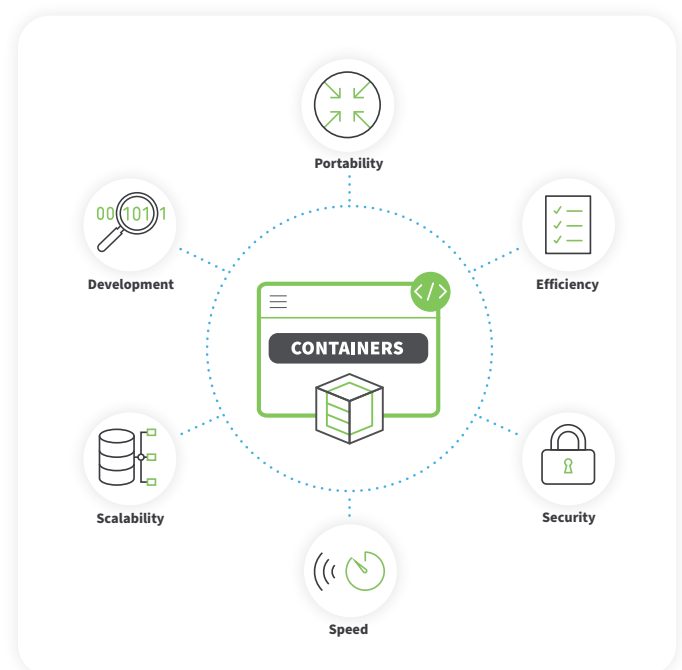 Portability
00 101 1
Development
Efficiency
</>
CONTAINERS
Scalability
Security
Speed